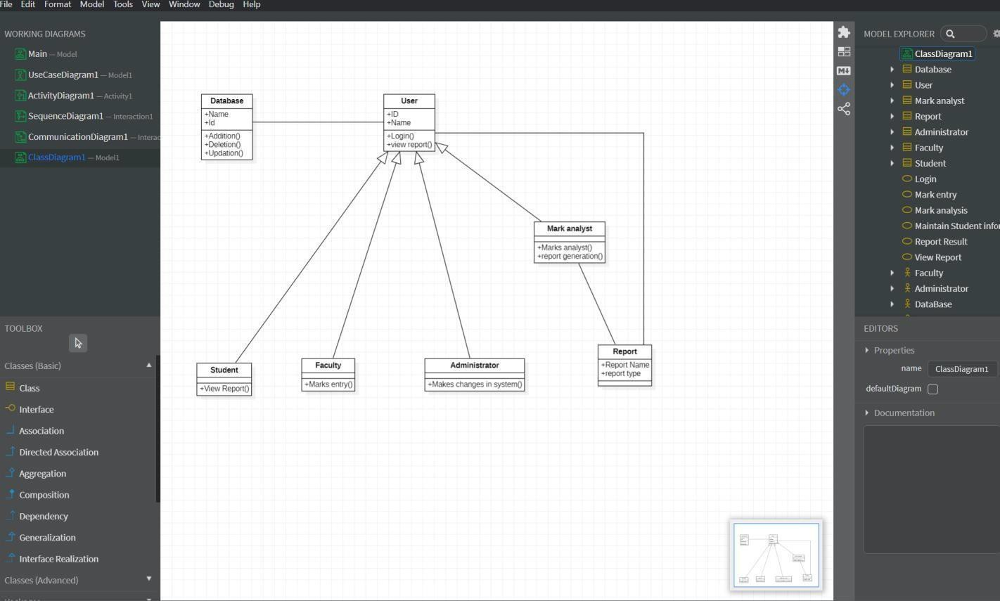 File Edit Format Model Tools View Window Debug Help
WORKING DIAGRAMS
Main — Model
UseCaseDiagram1 — Model1
ActivityDiagram1 — Activity1
SequenceDiagram1 — Interaction1
CommunicationDiagram1 — Interac
ClassDiagram1 — Model1
TOOLBOX
Classes (Basic)
Class
Interface
Association
Directed Association
Aggregation
Composition
Dependency
Generalization
Interface Realization
Classes (Advanced)
Database
+Name
+Id
+Addition()
+Deletion()
+Updation()
User
+ID
+Name
+Login()
+view report()
Mark analyst
+Marks analyst()
+report generation()
Student
+View Report()
Faculty
+Marks entry()
Administrator
+Makes changes in system()
Report
+Report Name
+report type
MODEL EXPLORER
ClassDiagram1
Database
User
Mark analyst
Report
Administrator
Faculty
Student
Login
Mark entry
Mark analysis
Maintain Student infor
Report Result
View Report
Faculty
Administrator
DataBase
EDITORS
Properties
name ClassDiagram1
defaultDiagram
Documentation